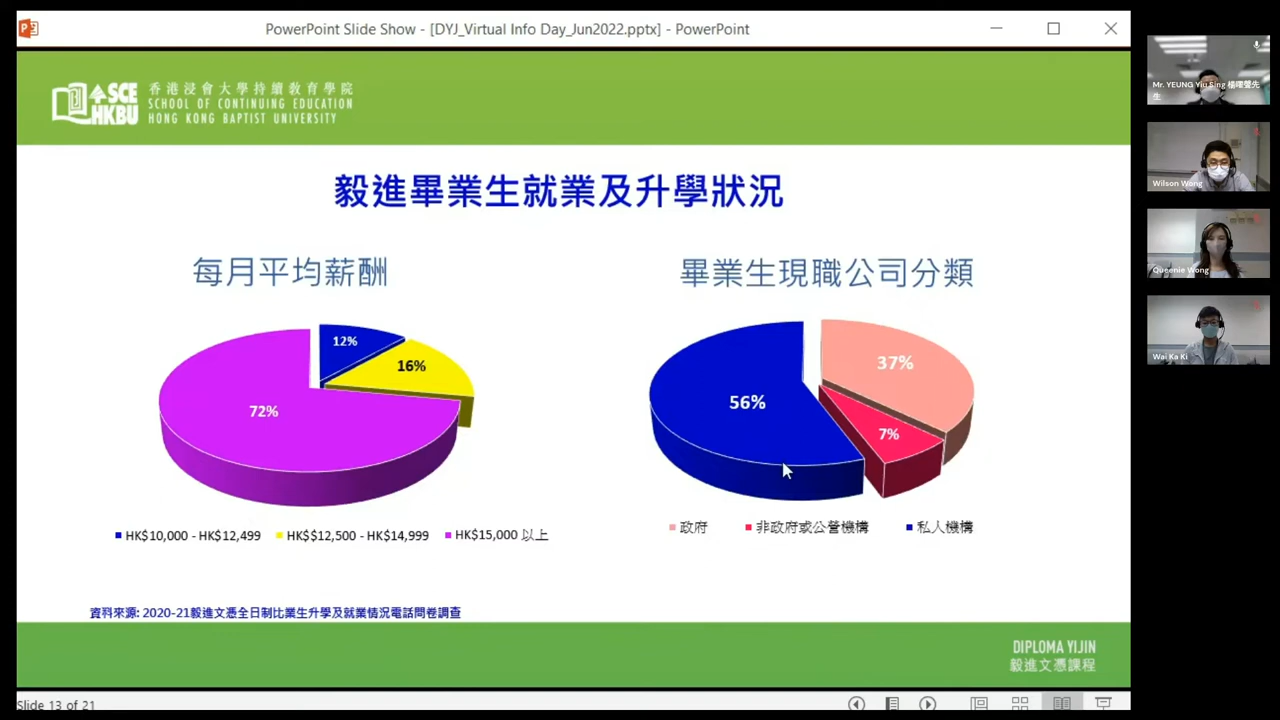 PowerPoint Slide Show - [DYJ_Virtual Info Day_Jun2022.pptx] - PowerPoint
SCE
HKBU
香港浸會大學持續教育學院
SCHOOL OF CONTINUING EDUCATION
HONG KONG BAPTIST UNIVERSITY
毅進畢業生就業及升學狀況
每月平均薪酬
12%
16%
72%
HK$10,000 - HK$12,499
HK$$12,500 - HK$14,999
HK$15,000 以上
畢業生現職公司分類
37%
56%
7%
政府
非政府或公營機構
私人機構
資料來源: 2020-21毅進文憑全日制比業生升學及就業情況電話問卷調查
DIPLOMA YIJIN
毅進文憑課程
Slide 13 of 21
Mr. YEUNG Yiu Sing 楊曜聲先
生
Wilson Wong
Queenie Wong
Wai Ka Ki